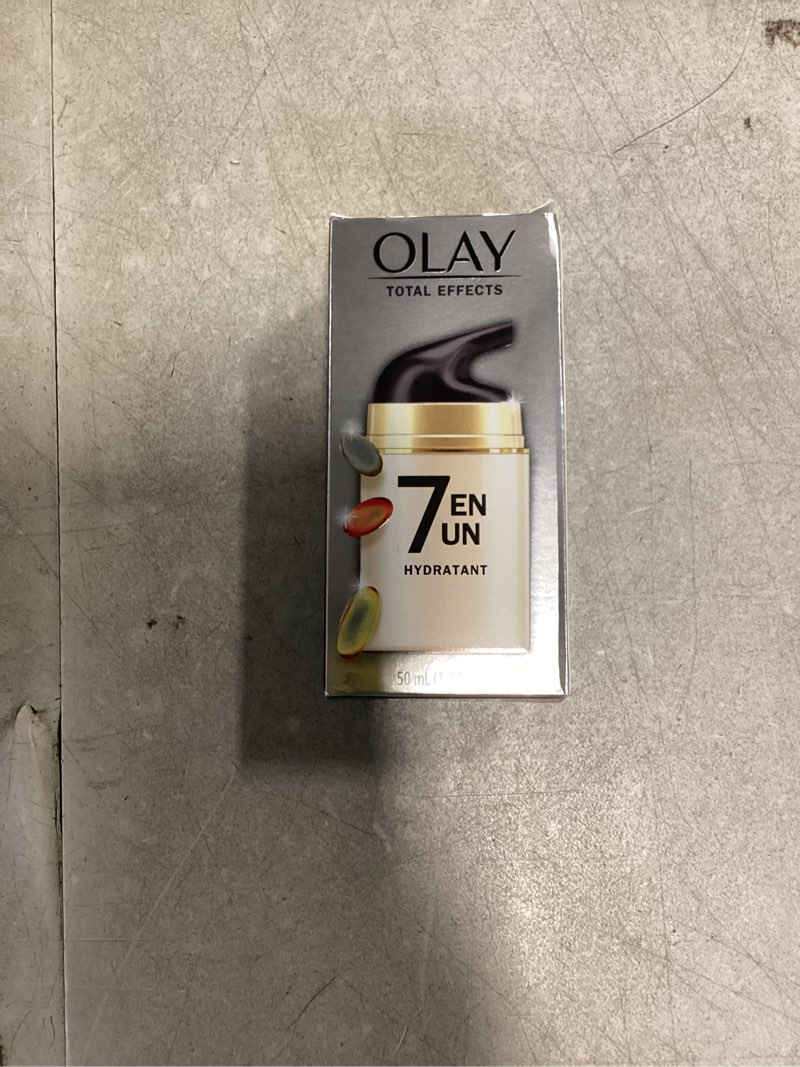 OLAY
TOTAL EFFECTS
7 EN
UN
HYDRATANT
50 mL